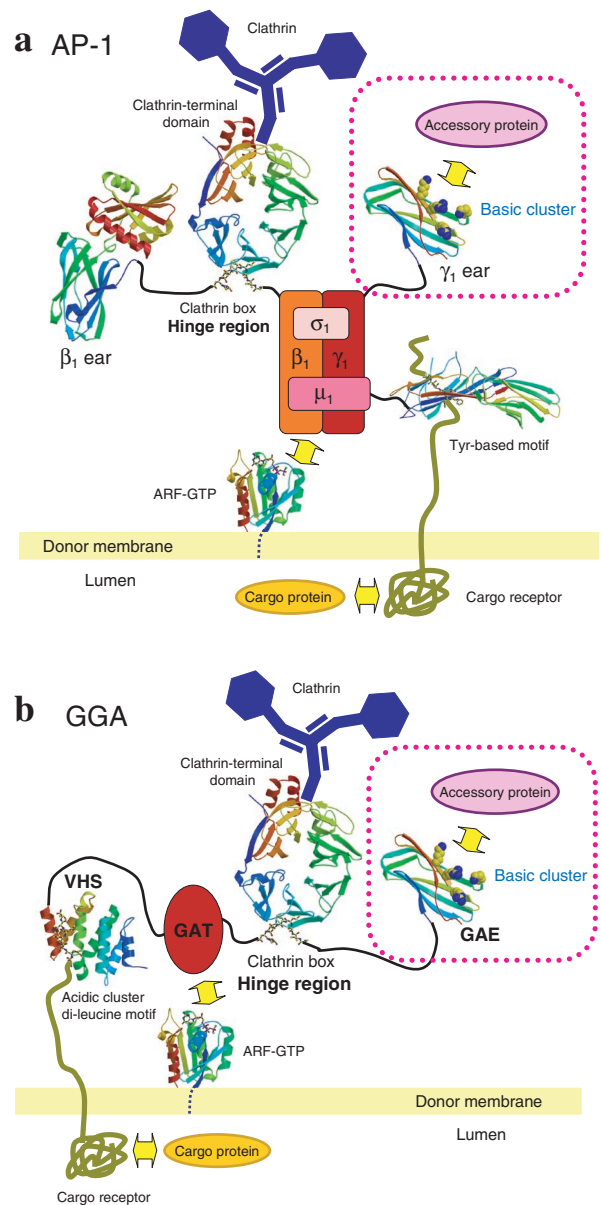 a AP-1
Clathrin
Clathrin-terminal
domain
Accessory protein
Basic cluster
γ1 ear
β1 ear
Clathrin box
Hinge region
σ1
β1 γ1
μ1
Tyr-based motif
ARF-GTP
Donor membrane
Lumen
Cargo protein
Cargo receptor
b GGA
Clathrin
Clathrin-terminal
domain
Accessory protein
Basic cluster
VHS
GAT
GAE
Clathrin box
Hinge region
Acidic cluster
di-leucine motif
ARF-GTP
Donor membrane
Lumen
Cargo protein
Cargo receptor